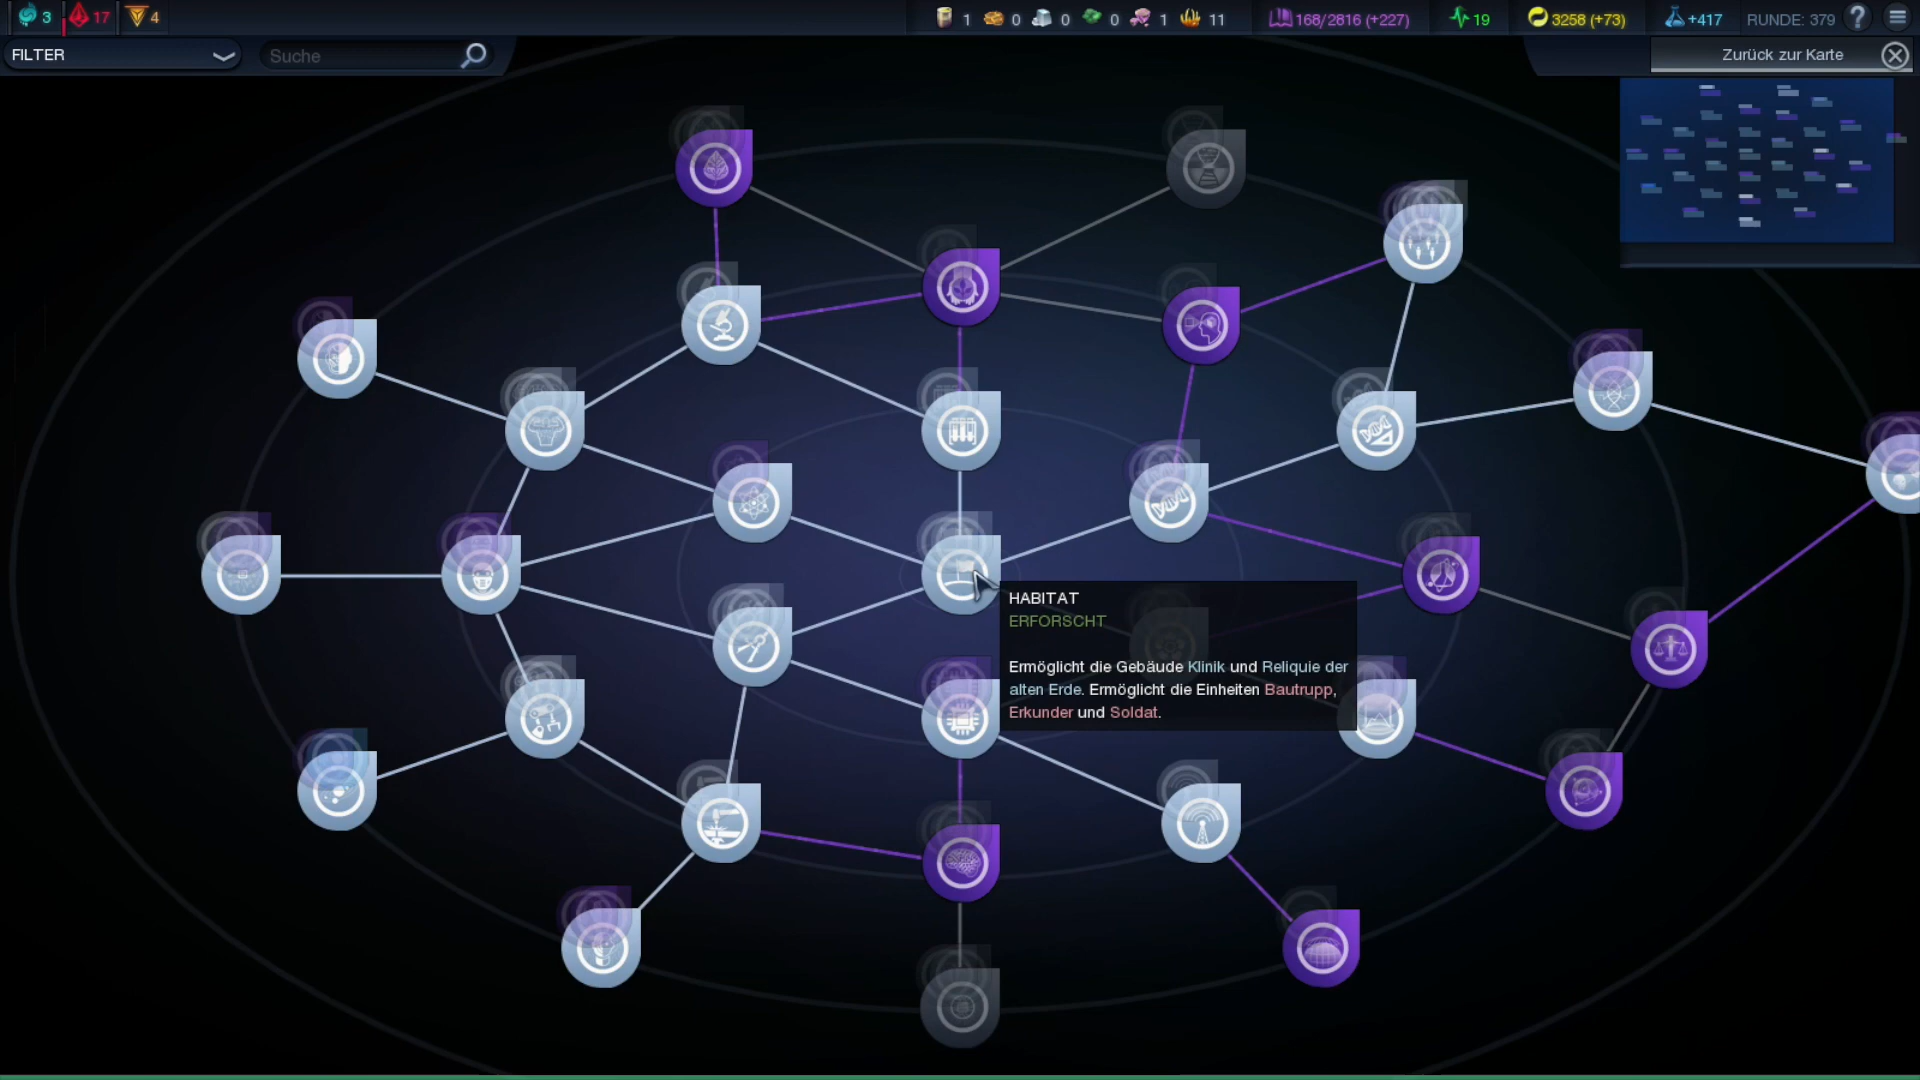 3 17 4 1 0 0 0 1 11 168/2816 (+227) 19 3258 (+73) +417 RUNDE: 379 ?
FILTER Suche Zurück zur Karte
HABITAT
ERFORSCHT
Ermöglicht die Gebäude Klinik und Reliquie der
alten Erde. Ermöglicht die Einheiten Bautrupp,
Erkunder und Soldat.